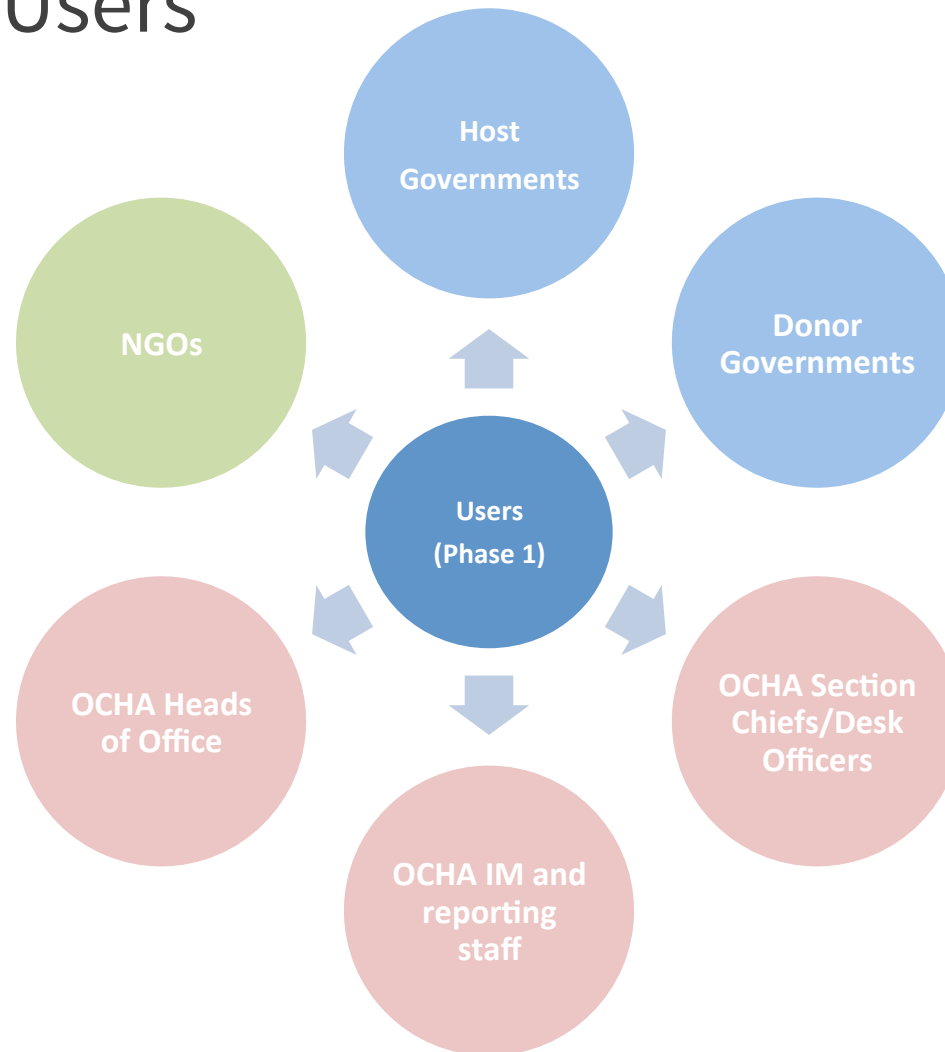 Users
Host
Governments
NGOs
Donor
Governments
Users
(Phase 1)
OCHA Heads
of Office
OCHA Section
Chiefs/Desk
Officers
OCHA IM and
reporting
staff